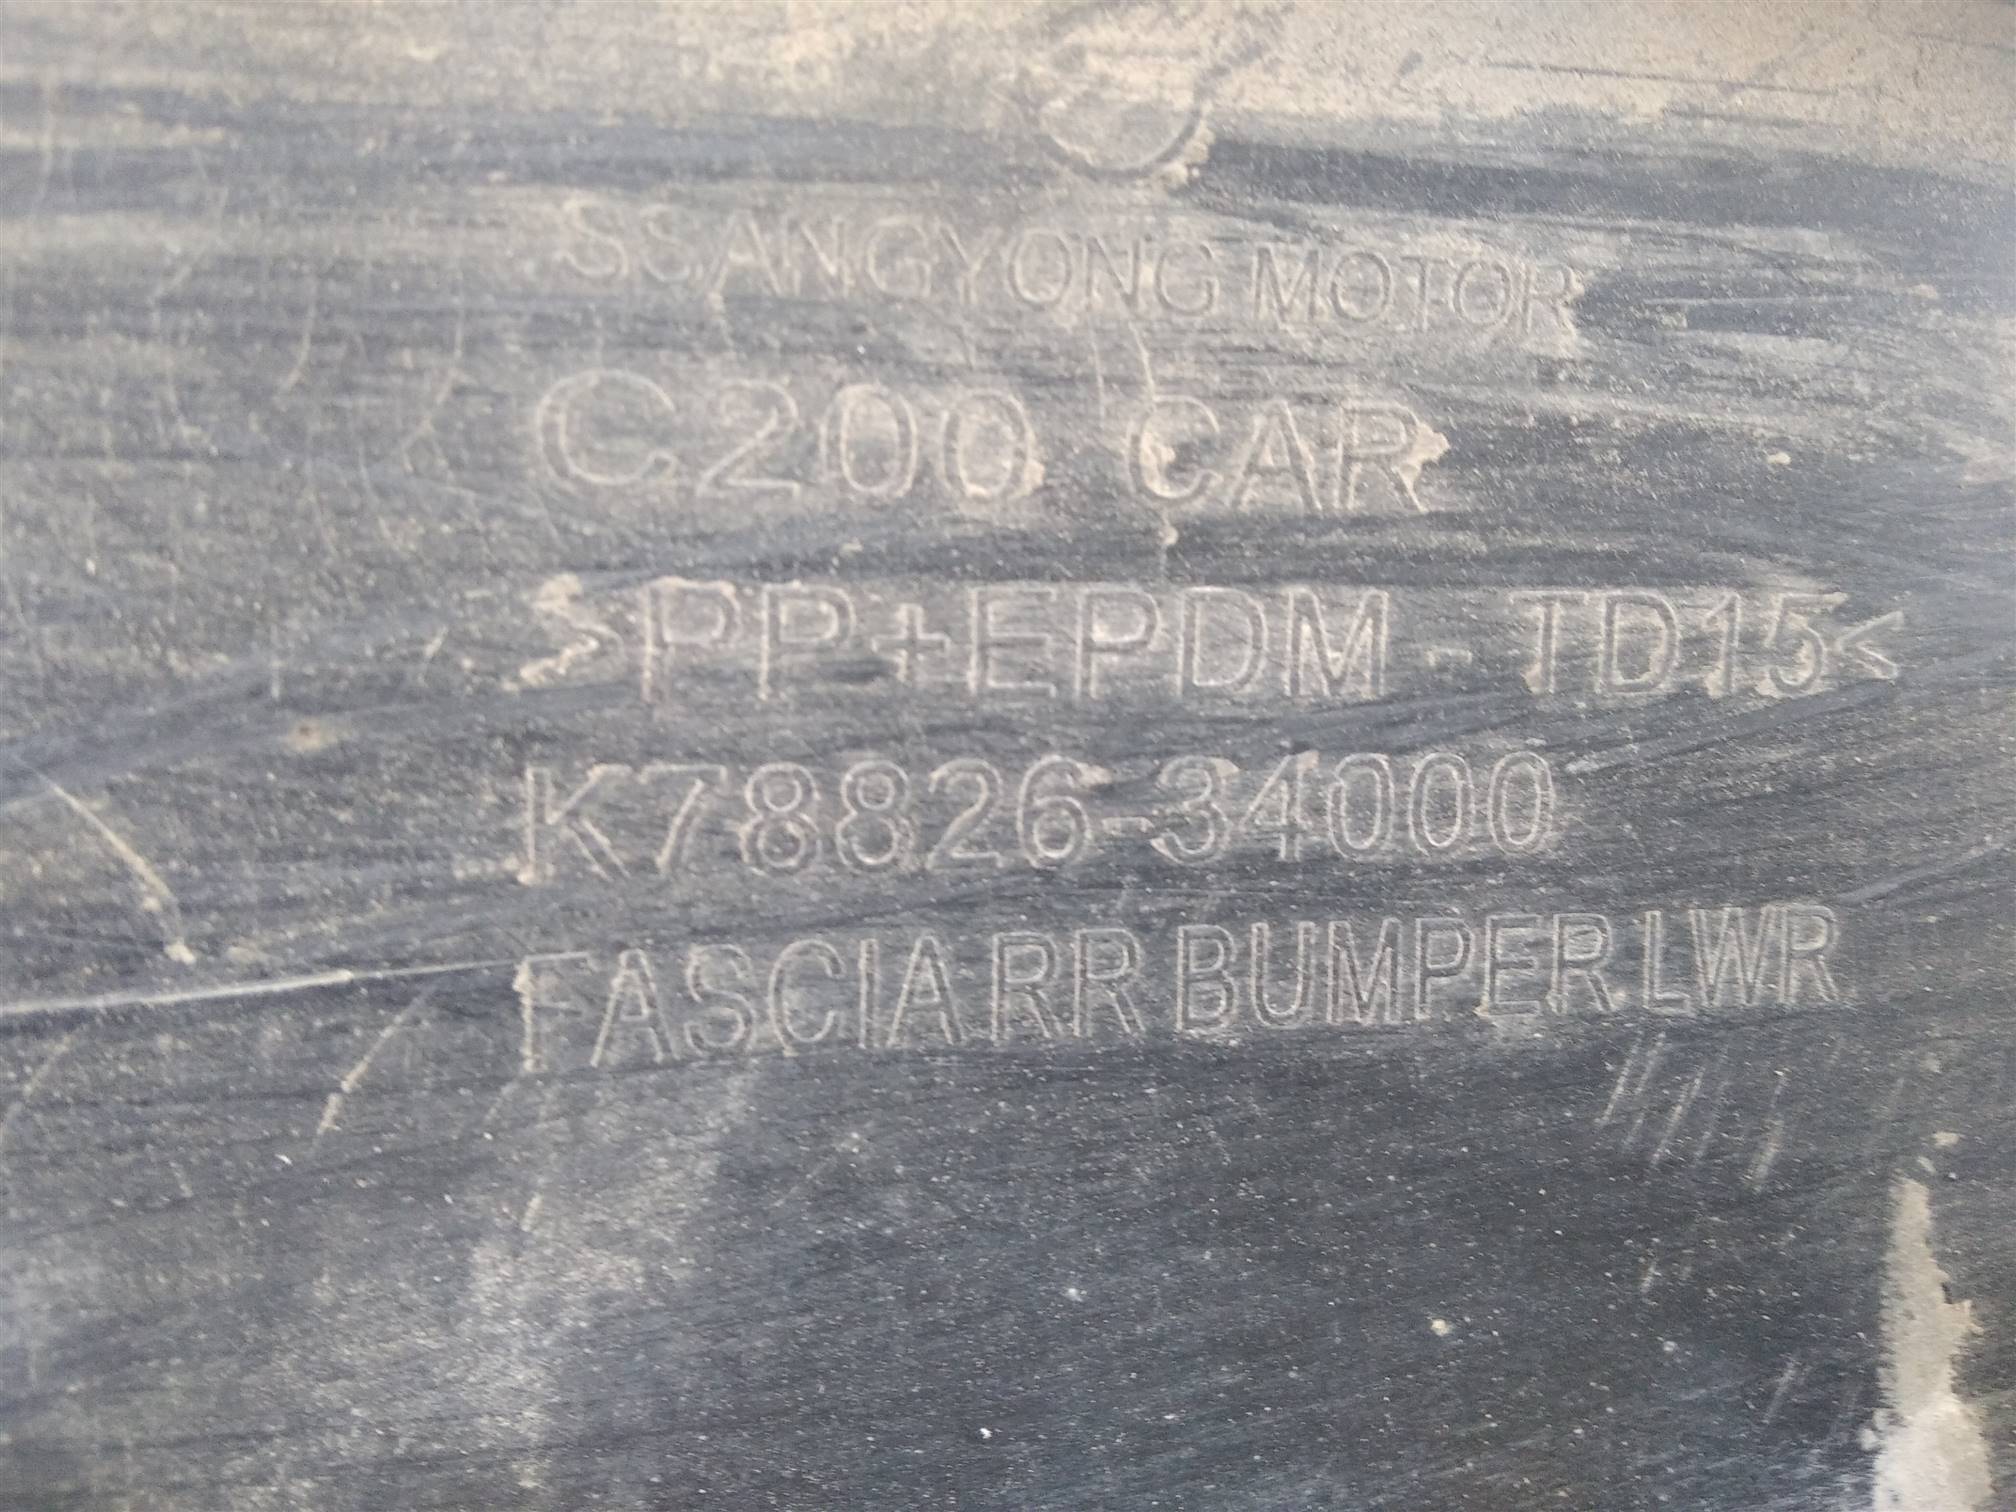 SSANGYONG MOTOR
C200 CAR
>PP+EPDM-TD15<
K78826-34000
FASCIA RR BUMPER LWR